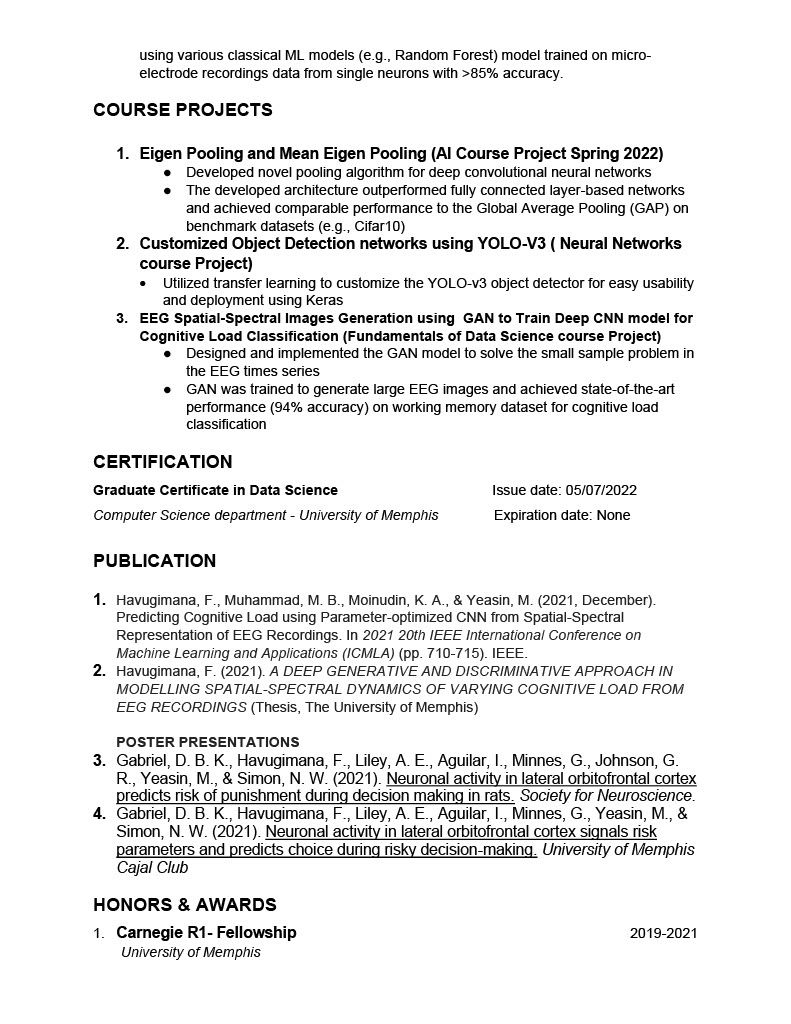 using various classical ML models (e.g., Random Forest) model trained on micro-
electrode recordings data from single neurons with >85% accuracy.
COURSE PROJECTS
1. Eigen Pooling and Mean Eigen Pooling (AI Course Project Spring 2022)
● Developed novel pooling algorithm for deep convolutional neural networks
● The developed architecture outperformed fully connected layer-based networks
and achieved comparable performance to the Global Average Pooling (GAP) on
benchmark datasets (e.g., Cifar10)
2. Customized Object Detection networks using YOLO-V3 ( Neural Networks
course Project)
• Utilized transfer learning to customize the YOLO-v3 object detector for easy usability
and deployment using Keras
3. EEG Spatial-Spectral Images Generation using GAN to Train Deep CNN model for
Cognitive Load Classification (Fundamentals of Data Science course Project)
● Designed and implemented the GAN model to solve the small sample problem in
the EEG times series
● GAN was trained to generate large EEG images and achieved state-of-the-art
performance (94% accuracy) on working memory dataset for cognitive load
classification
CERTIFICATION
Graduate Certificate in Data Science Issue date: 05/07/2022
Computer Science department - University of Memphis Expiration date: None
PUBLICATION
1. Havugimana, F., Muhammad, M. B., Moinudin, K. A., & Yeasin, M. (2021, December).
Predicting Cognitive Load using Parameter-optimized CNN from Spatial-Spectral
Representation of EEG Recordings. In 2021 20th IEEE International Conference on
Machine Learning and Applications (ICMLA) (pp. 710-715). IEEE.
2. Havugimana, F. (2021). A DEEP GENERATIVE AND DISCRIMINATIVE APPROACH IN
MODELLING SPATIAL-SPECTRAL DYNAMICS OF VARYING COGNITIVE LOAD FROM
EEG RECORDINGS (Thesis, The University of Memphis)
POSTER PRESENTATIONS
3. Gabriel, D. B. K., Havugimana, F., Liley, A. E., Aguilar, I., Minnes, G., Johnson, G.
R., Yeasin, M., & Simon, N. W. (2021). Neuronal activity in lateral orbitofrontal cortex
predicts risk of punishment during decision making in rats. Society for Neuroscience.
4. Gabriel, D. B. K., Havugimana, F., Liley, A. E., Aguilar, I., Minnes, G., Yeasin, M., &
Simon, N. W. (2021). Neuronal activity in lateral orbitofrontal cortex signals risk
parameters and predicts choice during risky decision-making. University of Memphis
Cajal Club
HONORS & AWARDS
1. Carnegie R1- Fellowship 2019-2021
University of Memphis